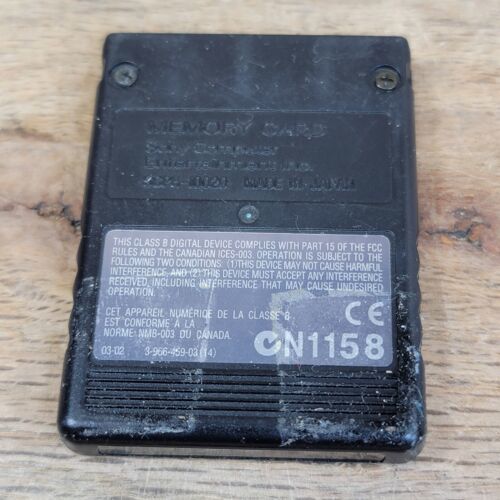 MEMORY CARD
Sony Computer
Entertainment Inc.
MADE IN JAPAN
THIS CLASS B DIGITAL DEVICE COMPLIES WITH PART 15 OF THE FCC
RULES AND THE CANADIAN ICES-003. OPERATION IS SUBJECT TO THE
FOLLOWING TWO CONDITIONS: (1)THIS DEVICE MAY NOT CAUSE HARMFUL
INTERFERENCE, AND (2) THIS DEVICE MUST ACCEPT ANY INTERFERENCE
RECEIVED, INCLUDING INTERFERENCE THAT MAY CAUSE UNDESIRED
OPERATION.
CET APPAREIL NUMÉRIQUE DE LA CLASSE B
EST CONFORME À LA
NORME NMB-003 DU CANADA.
03-02 3-966-459-03 (14)
CE
N1158